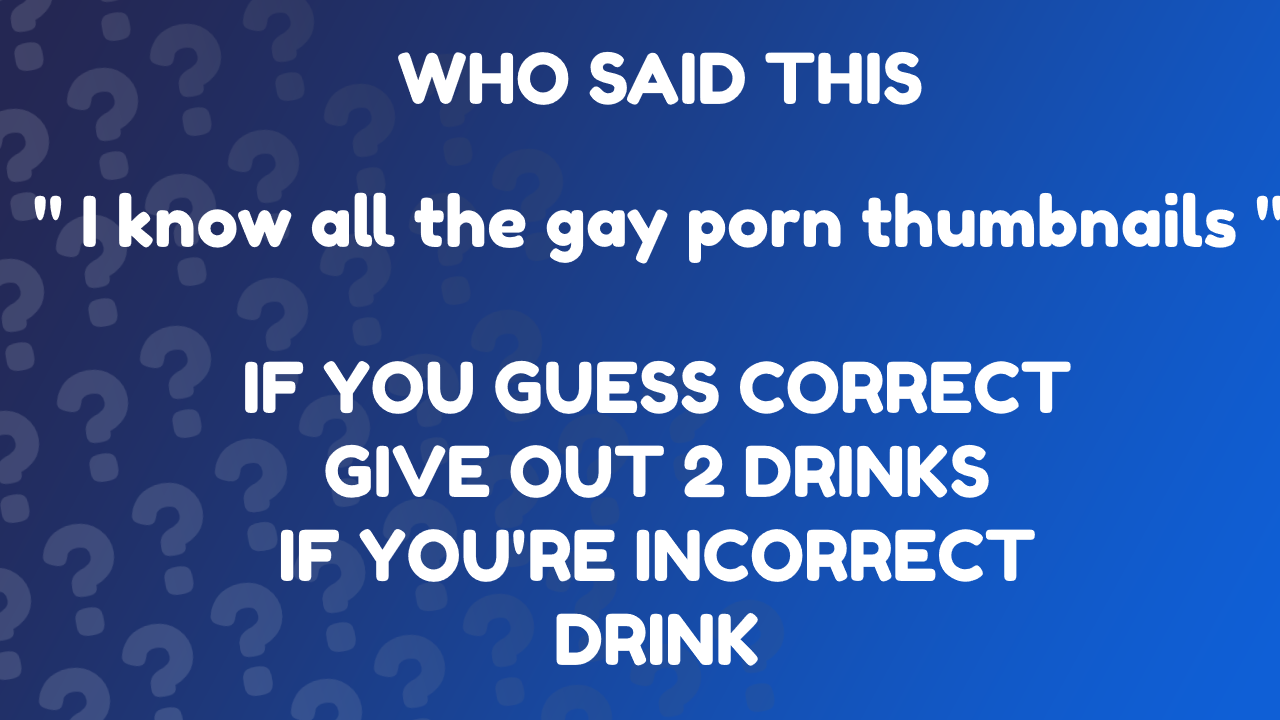 WHO SAID THIS
" I know all the gay porn thumbnails "
IF YOU GUESS CORRECT
GIVE OUT 2 DRINKS
IF YOU'RE INCORRECT
DRINK